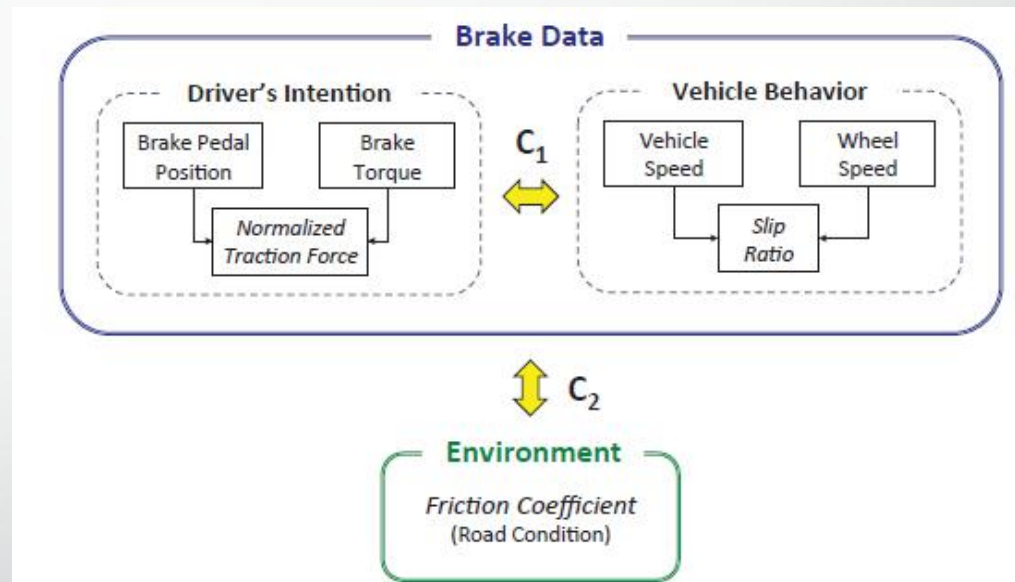 Brake Data
Driver's Intention
Brake Pedal
Position
Brake
Torque
Normalized
Traction Force
C₁
Vehicle Behavior
Vehicle
Speed
Wheel
Speed
Slip
Ratio
C₂
Environment
Friction Coefficient
(Road Condition)